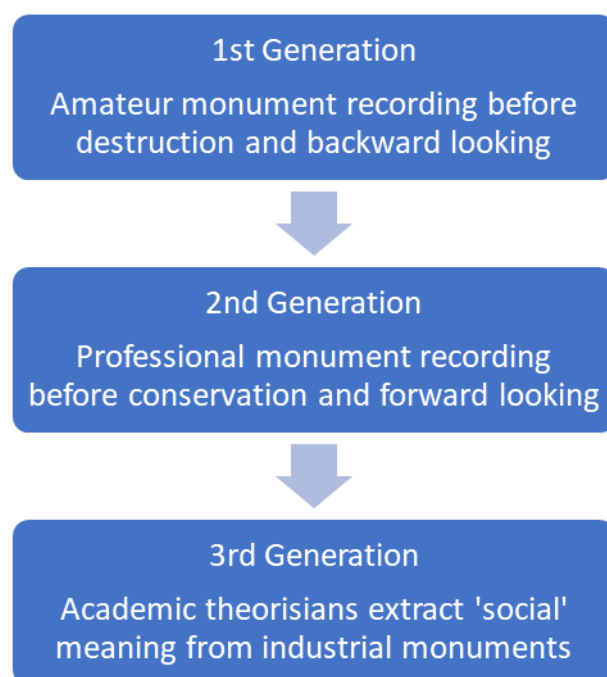 1st Generation
Amateur monument recording before
destruction and backward looking
2nd Generation
Professional monument recording
before conservation and forward looking
3rd Generation
Academic theorisians extract 'social'
meaning from industrial monuments